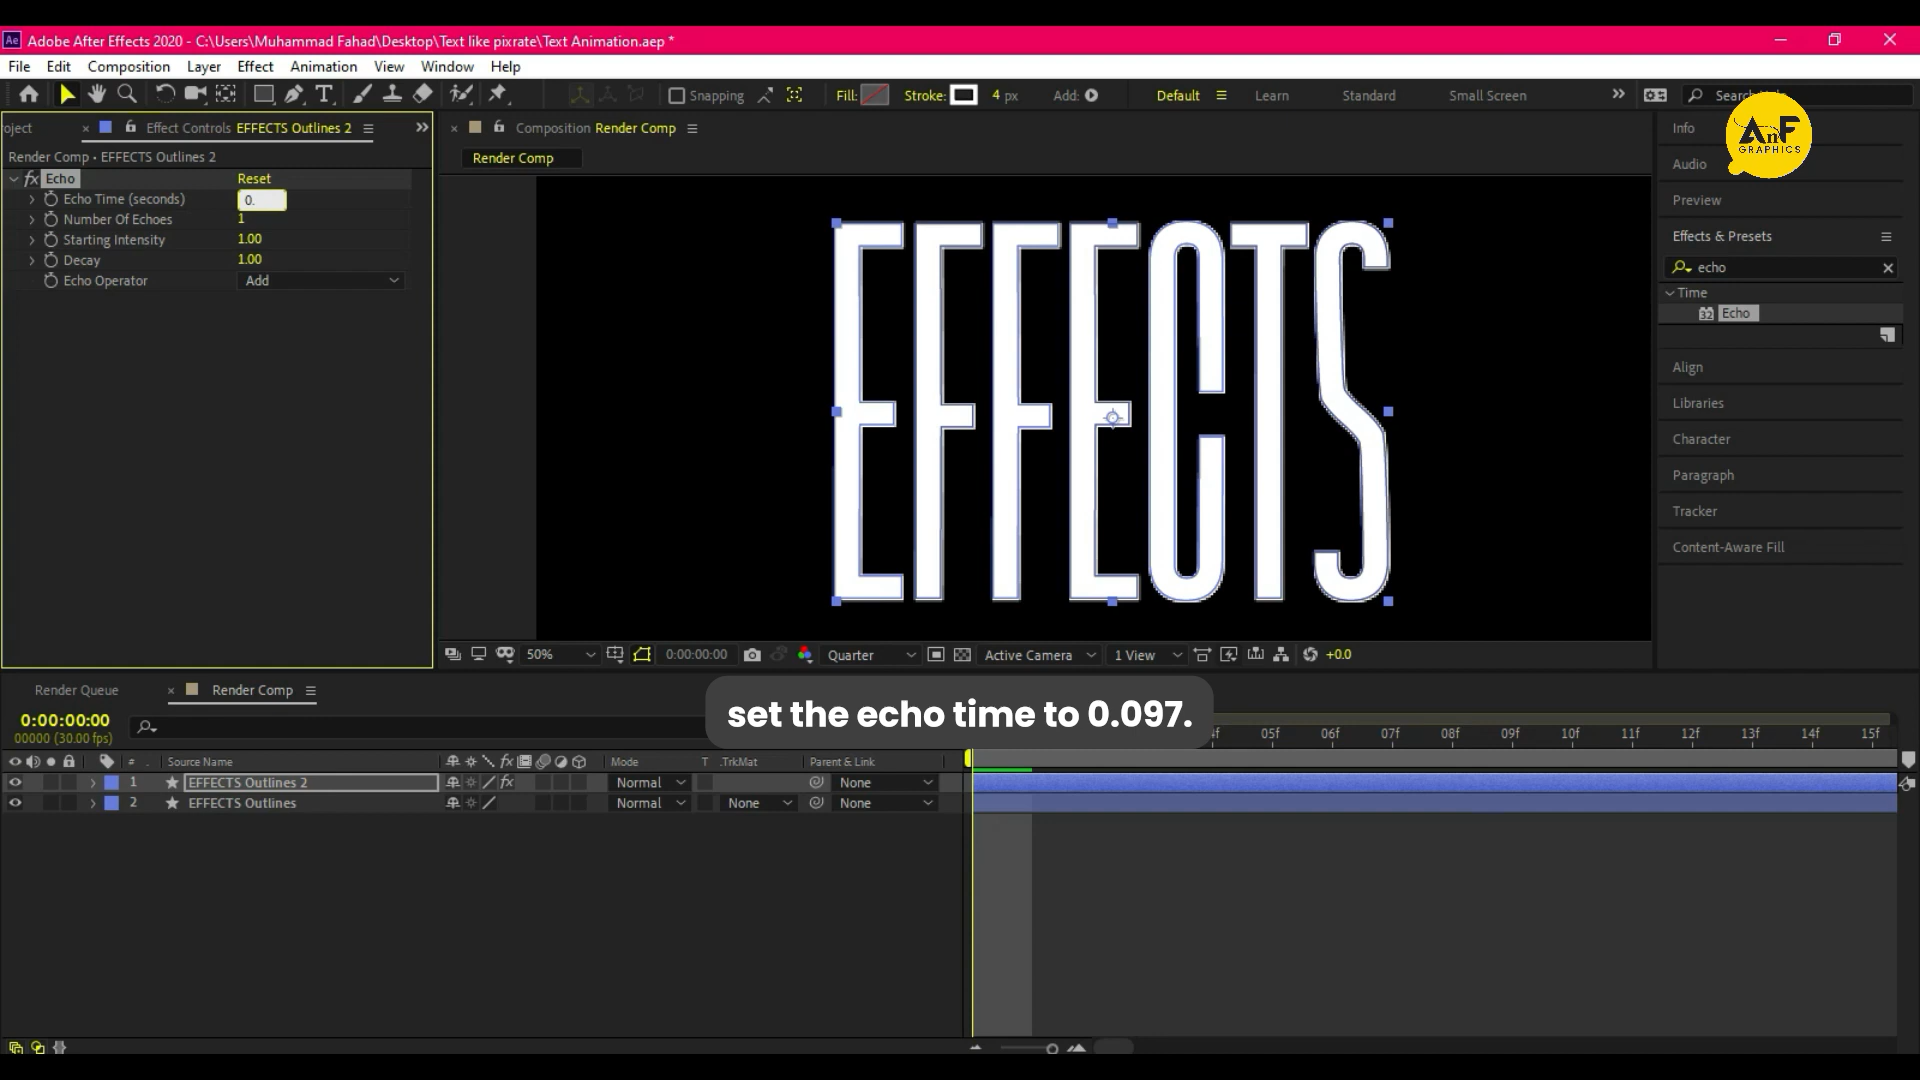 Ae Adobe After Effects 2020 - C:\Users\Muhammad Fahad\Desktop\Text like pixrate\Text Animation.aep *
File Edit Composition Layer Effect Animation View Window Help
Snapping Fill: Stroke: 4 px Add: Default Learn Standard Small Screen
AnF
GRAPHICS
oject Effect Controls EFFECTS Outlines 2
Render Comp • EFFECTS Outlines 2
fx Echo Reset
Echo Time (seconds) 0.
Number Of Echoes 1
Starting Intensity 1.00
Decay 1.00
Echo Operator Add
Composition Render Comp
Render Comp
EFFECTS
50% 0:00:00:00 Quarter Active Camera 1 View +0.0
Info
Audio
Preview
Effects & Presets
echo
Time
32 Echo
Align
Libraries
Character
Paragraph
Tracker
Content-Aware Fill
set the echo time to 0.097.
Render Queue Render Comp
0:00:00:00
00000 (30.00 fps)
05f 06f 07f 08f 09f 10f 11f 12f 13f 14f 15f
# Source Name fx Mode T .TrkMat Parent & Link
1 EFFECTS Outlines 2 fx Normal None
2 EFFECTS Outlines Normal None None